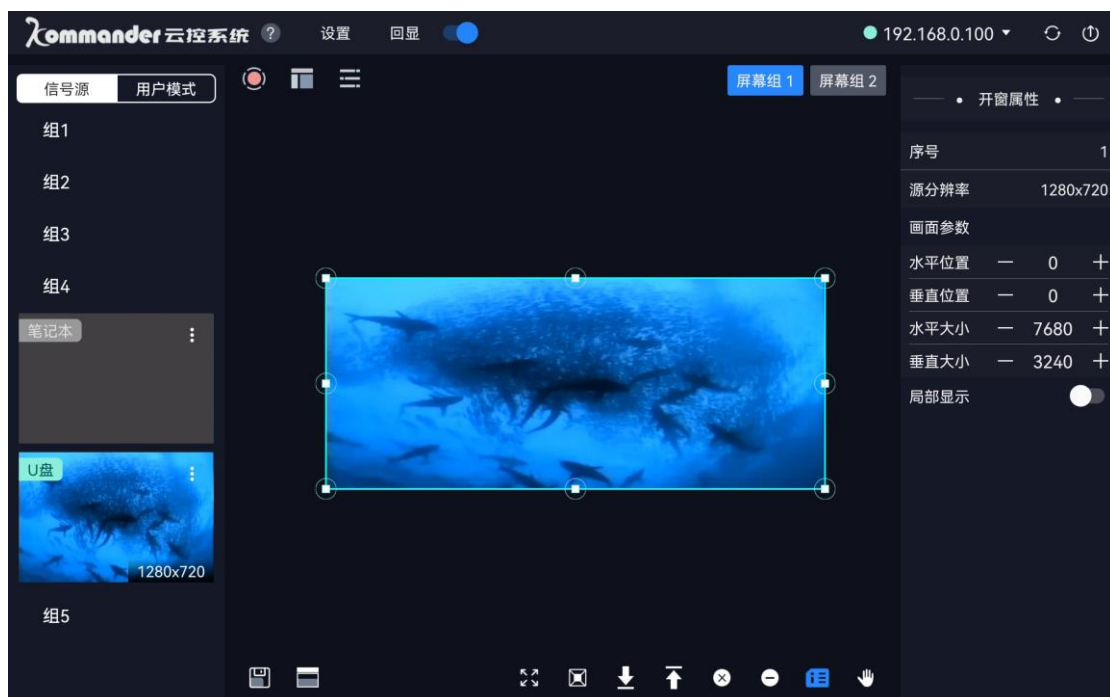 Kommander云控系统 ? 设置 回显 192.168.0.100
信号源 用户模式
屏幕组 1 屏幕组 2
开窗属性
组1
组2
组3
组4
笔记本
U盘
1280x720
组5
序号 1
源分辨率 1280x720
画面参数
水平位置 — 0 +
垂直位置 — 0 +
水平大小 — 7680 +
垂直大小 — 3240 +
局部显示